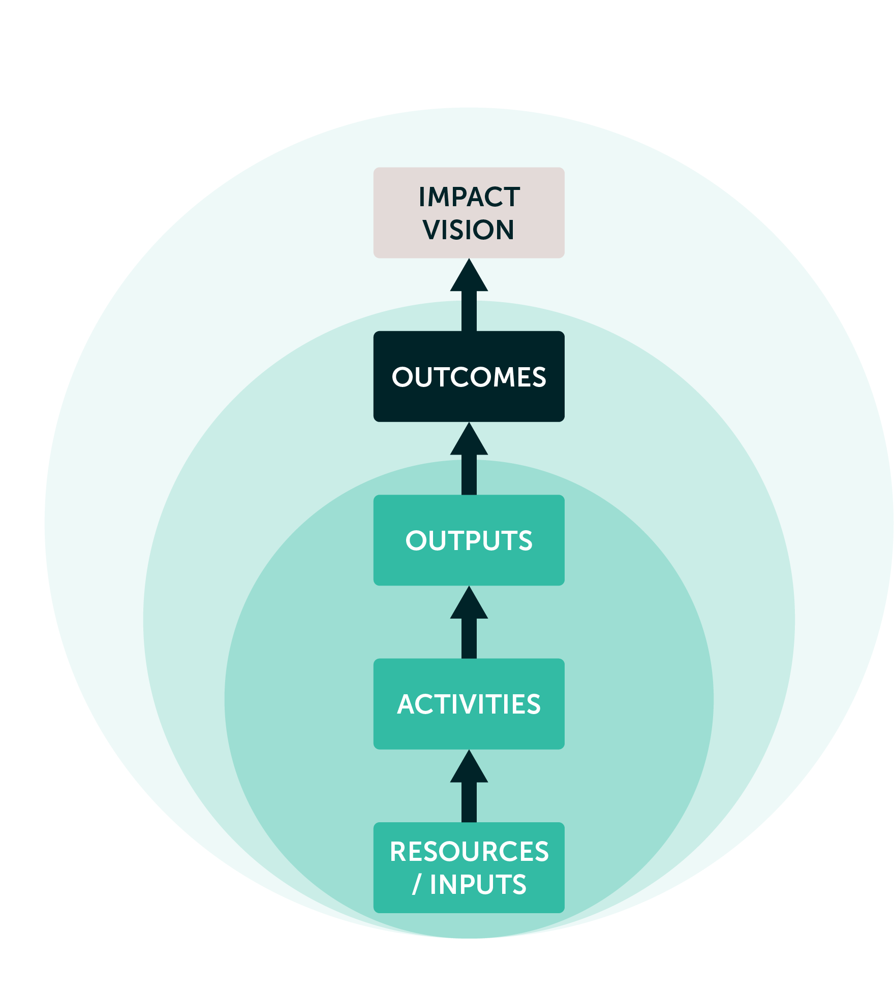 IMPACT
VISION
OUTCOMES
OUTPUTS
ACTIVITIES
RESOURCES
/ INPUTS